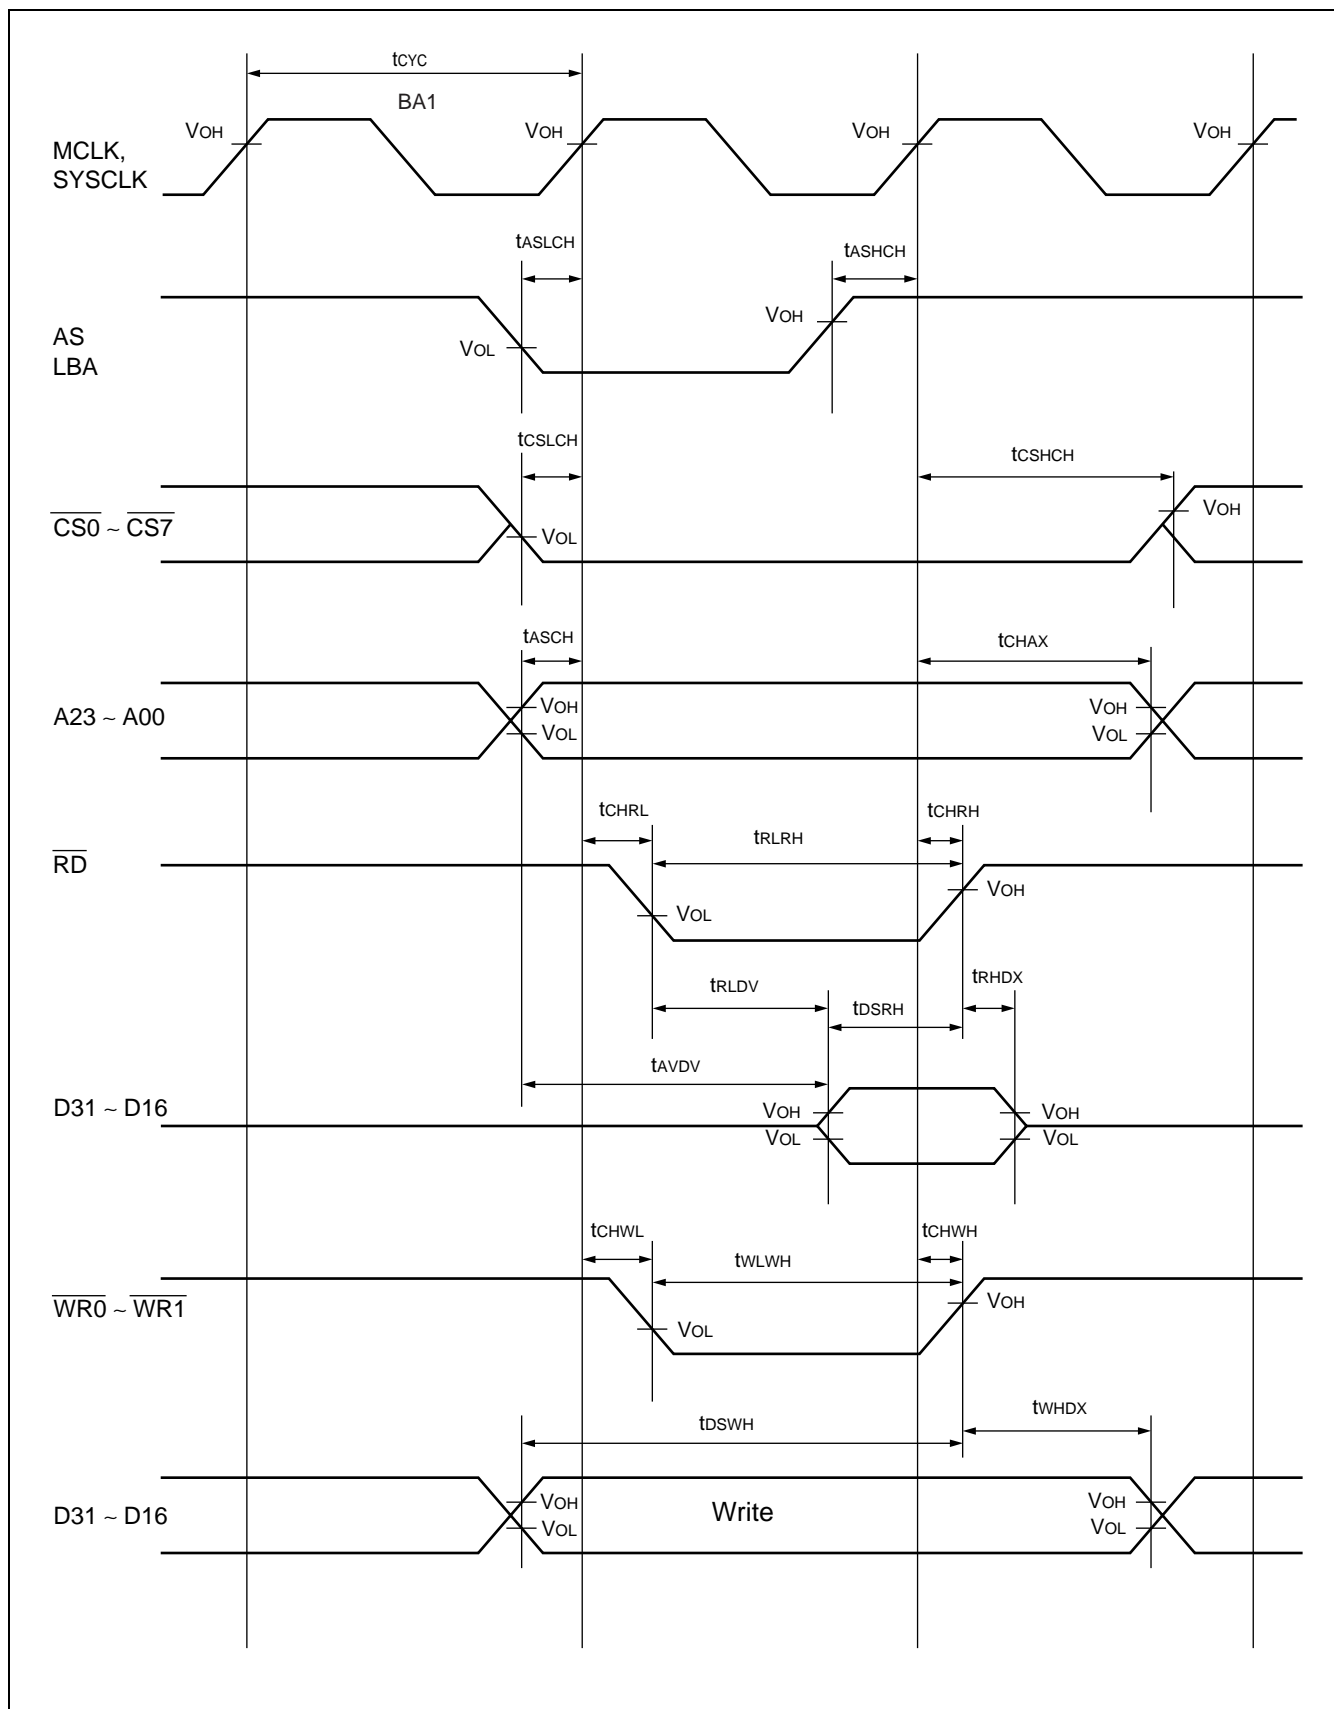 tCYC
BA1
VOH VOH VOH VOH
MCLK,
SYSCLK
tASLCH tASHCH
VOH
AS
VOL
LBA
tCSLCH tCSHCH
VOH
CS0 ~ CS7
VOL
tASCH tCHAX
VOH VOH
A23 ~ A00
VOL VOL
tCHRL tCHRH
tRLRH
RD
VOH
VOL
tRLDV tRHDX
tDSRH
tAVDV
D31 ~ D16
VOH VOH
VOL VOL
tCHWL tCHWH
tWLWH
WR0 ~ WR1
VOH
VOL
tDSWH tWHDX
VOH Write VOH
D31 ~ D16
VOL VOL